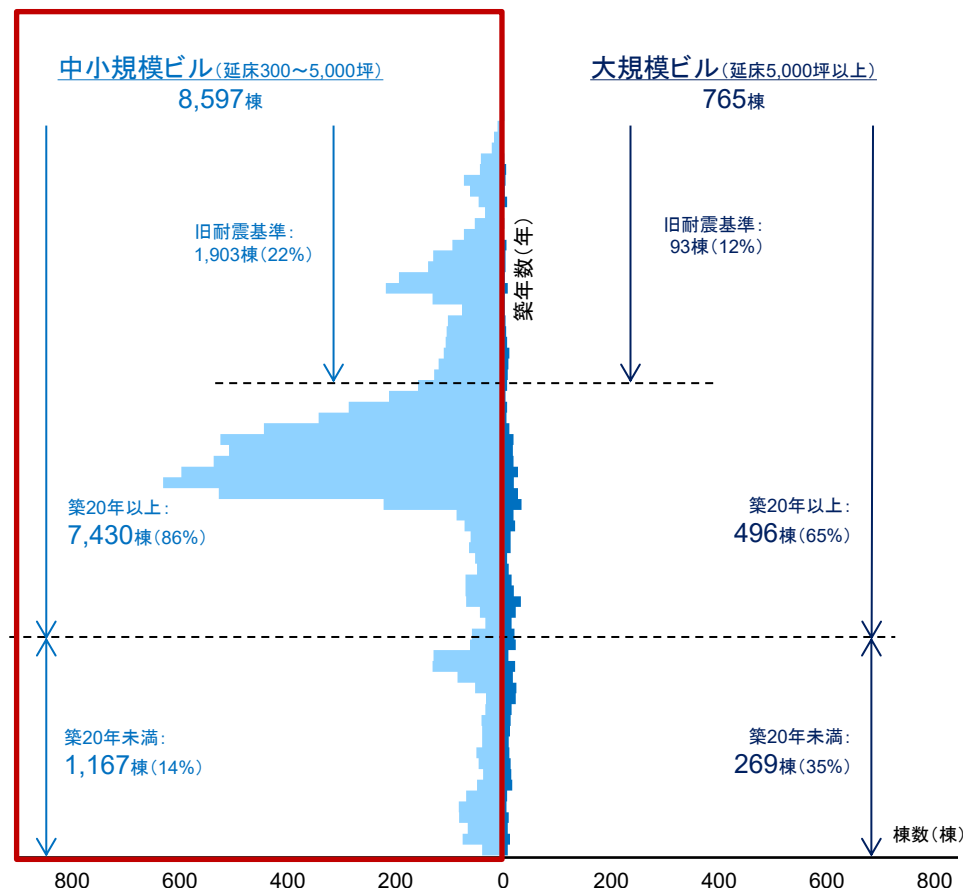 中小規模ビル(延床300～5,000坪)
8,597棟
大規模ビル(延床5,000坪以上)
765棟
旧耐震基準:
1,903棟(22%)
築年数(年)
旧耐震基準:
93棟(12%)
築20年以上:
7,430棟(86%)
築20年以上:
496棟(65%)
築20年未満:
1,167棟(14%)
築20年未満:
269棟(35%)
棟数(棟)
800 600 400 200 0 200 400 600 800